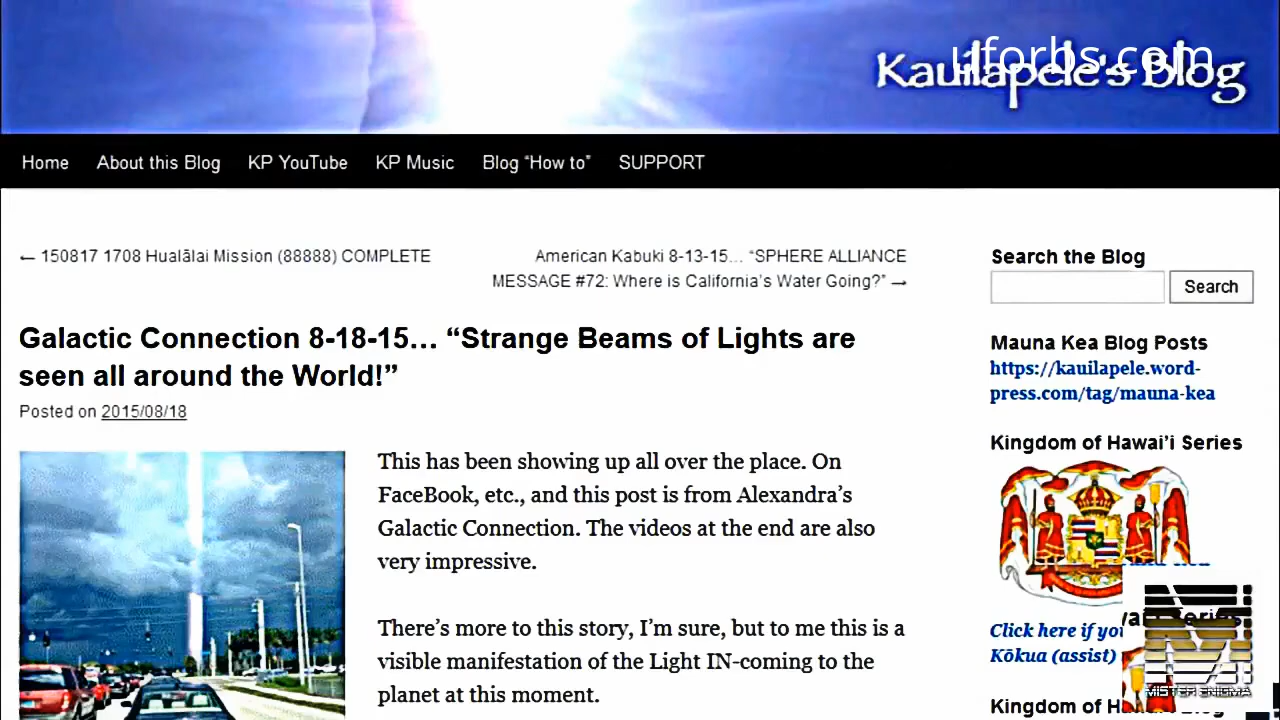 uforbs.com
Kauilapele's Blog
Home About this Blog KP YouTube KP Music Blog “How to” SUPPORT
← 150817 1708 Hualālai Mission (88888) COMPLETE
American Kabuki 8-13-15… “SPHERE ALLIANCE
MESSAGE #72: Where is California’s Water Going?” →
Galactic Connection 8-18-15… “Strange Beams of Lights are
seen all around the World!”
Posted on 2015/08/18
This has been showing up all over the place. On
FaceBook, etc., and this post is from Alexandra’s
Galactic Connection. The videos at the end are also
very impressive.
There’s more to this story, I’m sure, but to me this is a
visible manifestation of the Light IN-coming to the
planet at this moment.
Search the Blog
Search
Mauna Kea Blog Posts
https://kauilapele.word-
press.com/tag/mauna-kea
Kingdom of Hawai’i Series
Click here if you
Kōkua (assist)
Kingdom of
MISTER ENIGMA